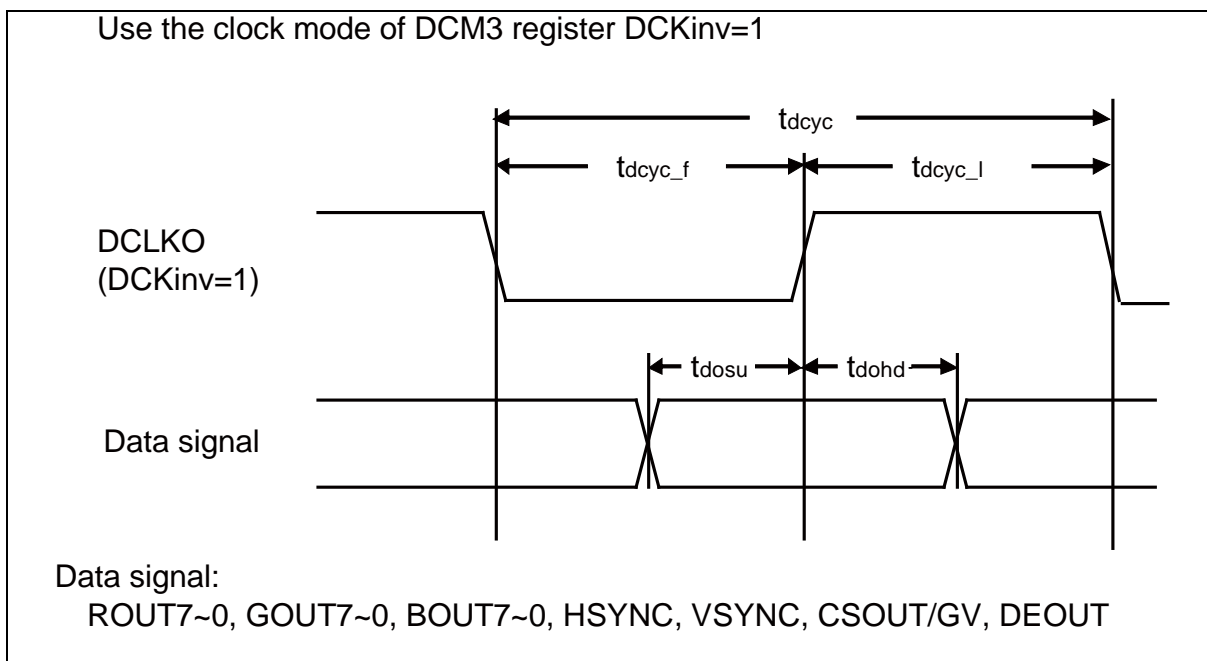 Use the clock mode of DCM3 register DCKinv=1
tdcyc
tdcyc_f
tdcyc_l
DCLKO
(DCKinv=1)
tdosu
tdohd
Data signal
Data signal:
ROUT7~0, GOUT7~0, BOUT7~0, HSYNC, VSYNC, CSOUT/GV, DEOUT